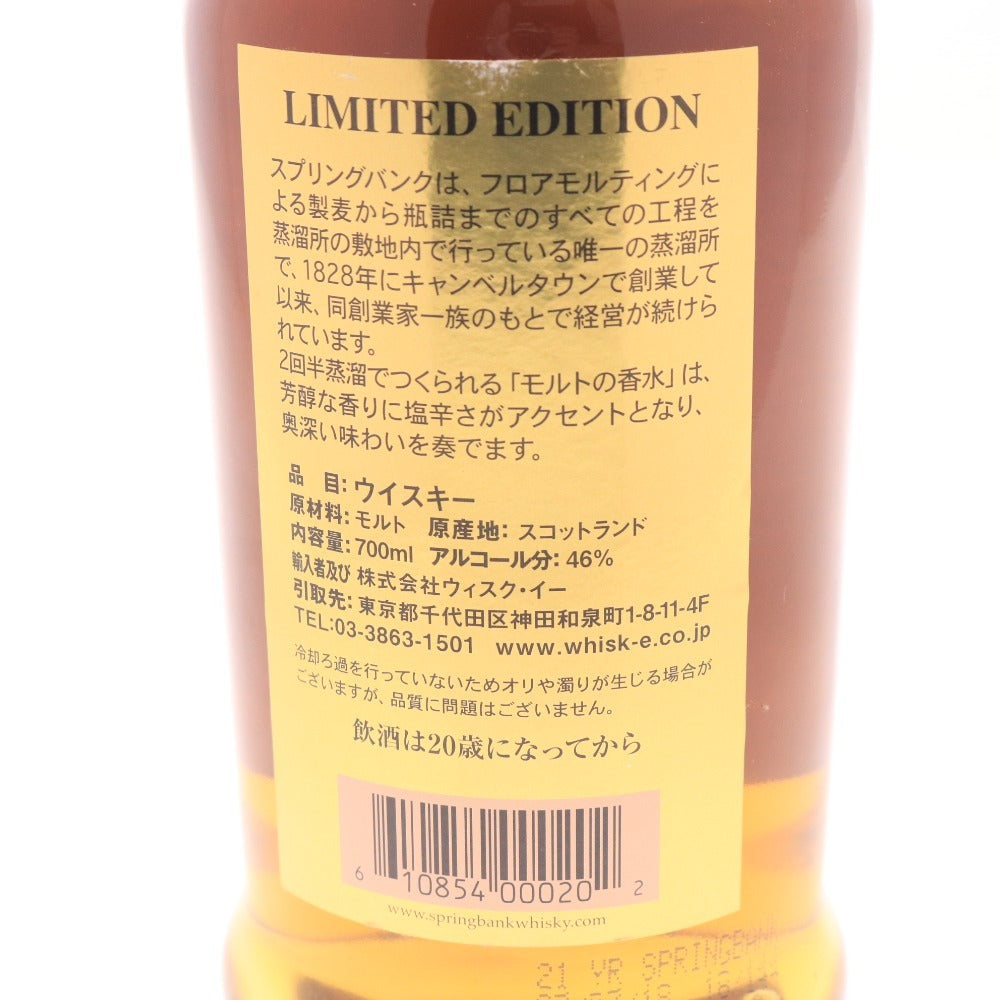 LIMITED EDITION
スプリングバンクは、フロアモルティングに
よる製麦から瓶詰までのすべての工程を
蒸溜所の敷地内で行っている唯一の蒸溜所
で、1828年にキャンベルタウンで創業して
以来、同創業家一族のもとで経営が続けら
れています。
2回半蒸溜でつくられる「モルトの香水」は、
芳醇な香りに塩辛さがアクセントとなり、
奥深い味わいを奏でます。
品 目: ウイスキー
原材料: モルト 原産地: スコットランド
内容量: 700ml アルコール分: 46%
輸入者及び 株式会社ウィスク・イー
引取先: 東京都千代田区神田和泉町1-8-11-4F
TEL:03-3863-1501 www.whisk-e.co.jp
冷却ろ過を行っていないためオリや濁りが生じる場合が
ございますが、品質に問題はございません。
飲酒は20歳になってから
6 10854 00020 2
www.springbankwhisky.com
21 YR SPRINGBANK